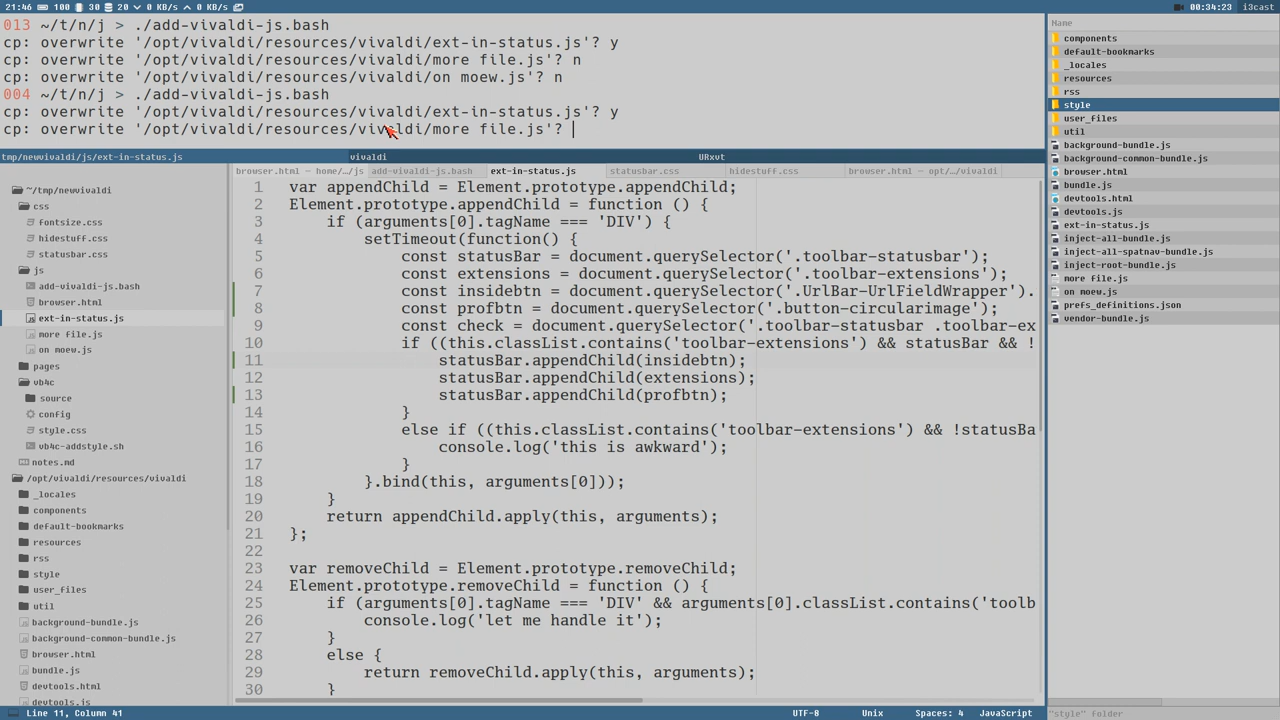 21:46 100 30 20 0 KB/s 0 KB/s
00:34:23 i3cast
013 ~/t/n/j > ./add-vivaldi-js.bash
cp: overwrite '/opt/vivaldi/resources/vivaldi/ext-in-status.js'? y
cp: overwrite '/opt/vivaldi/resources/vivaldi/more file.js'? n
cp: overwrite '/opt/vivaldi/resources/vivaldi/on moew.js'? n
004 ~/t/n/j > ./add-vivaldi-js.bash
cp: overwrite '/opt/vivaldi/resources/vivaldi/ext-in-status.js'? y
cp: overwrite '/opt/vivaldi/resources/vivaldi/more file.js'?
tmp/newvivaldi/js/ext-in-status.js vivaldi URxvt
~/tmp/newvivaldi
css
fontsize.css
hidestuff.css
statusbar.css
js
add-vivaldi-js.bash
browser.html
ext-in-status.js
more file.js
on moew.js
pages
vb4c
source
config
style.css
vb4c-addstyle.sh
notes.md
/opt/vivaldi/resources/vivaldi
_locales
components
default-bookmarks
resources
rss
style
user_files
util
background-bundle.js
background-common-bundle.js
browser.html
bundle.js
devtools.html
devtools.js
browser.html — home/…/js add-vivaldi-js.bash ext-in-status.js statusbar.css hidestuff.css browser.html — opt/…/vivaldi
1 var appendChild = Element.prototype.appendChild;
2 Element.prototype.appendChild = function () {
3 if (arguments[0].tagName === 'DIV') {
4 setTimeout(function() {
5 const statusBar = document.querySelector('.toolbar-statusbar');
6 const extensions = document.querySelector('.toolbar-extensions');
7 const insidebtn = document.querySelector('.UrlBar-UrlFieldWrapper').
8 const profbtn = document.querySelector('.button-circularimage');
9 const check = document.querySelector('.toolbar-statusbar .toolbar-ex
10 if ((this.classList.contains('toolbar-extensions') && statusBar && !
11 statusBar.appendChild(insidebtn);
12 statusBar.appendChild(extensions);
13 statusBar.appendChild(profbtn);
14 }
15 else if ((this.classList.contains('toolbar-extensions') && !statusBa
16 console.log('this is awkward');
17 }
18 }.bind(this, arguments[0]));
19 }
20 return appendChild.apply(this, arguments);
21 };
22
23 var removeChild = Element.prototype.removeChild;
24 Element.prototype.removeChild = function () {
25 if (arguments[0].tagName === 'DIV' && arguments[0].classList.contains('toolb
26 console.log('let me handle it');
27 }
28 else {
29 return removeChild.apply(this, arguments);
30 }
Name
components
default-bookmarks
_locales
resources
rss
style
user_files
util
background-bundle.js
background-common-bundle.js
browser.html
bundle.js
devtools.html
devtools.js
ext-in-status.js
inject-all-bundle.js
inject-all-spatnav-bundle.js
inject-root-bundle.js
more file.js
on moew.js
prefs_definitions.json
vendor-bundle.js
Line 11, Column 41 UTF-8 Unix Spaces: 4 JavaScript
"style" folder